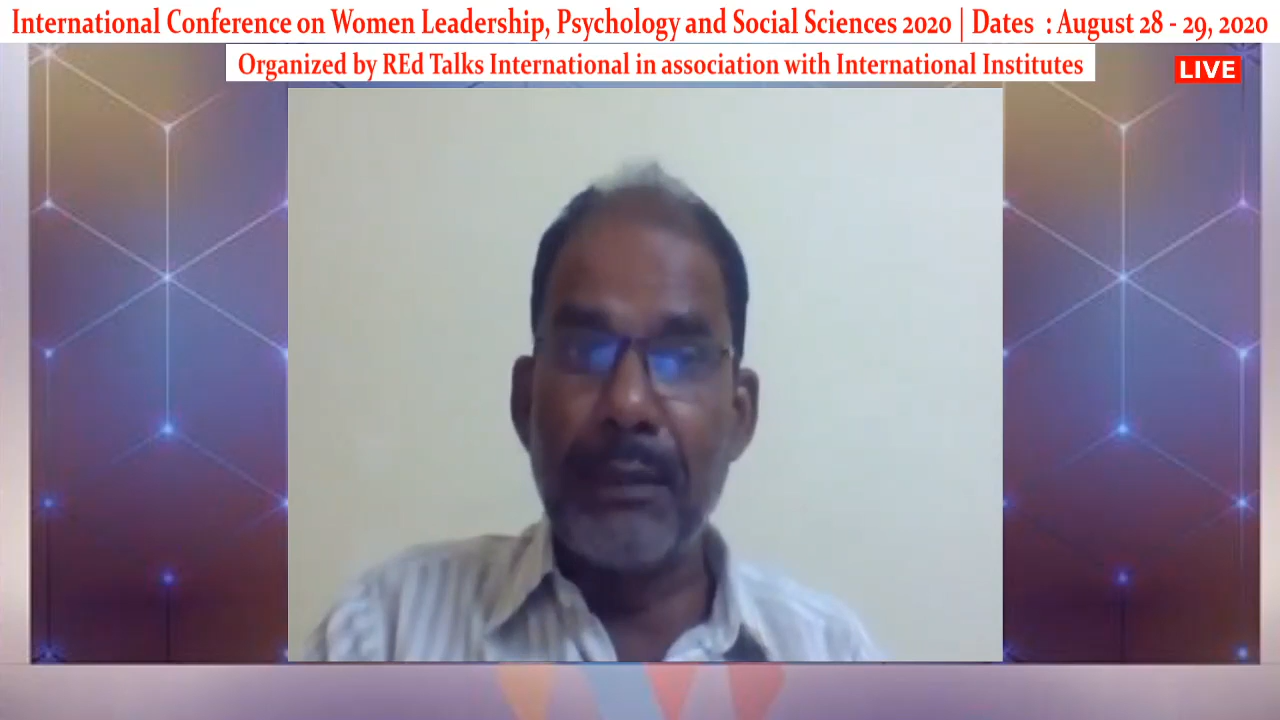 International Conference on Women Leadership, Psychology and Social Sciences 2020 | Dates : August 28 - 29, 2020
Organized by REd Talks International in association with International Institutes
LIVE